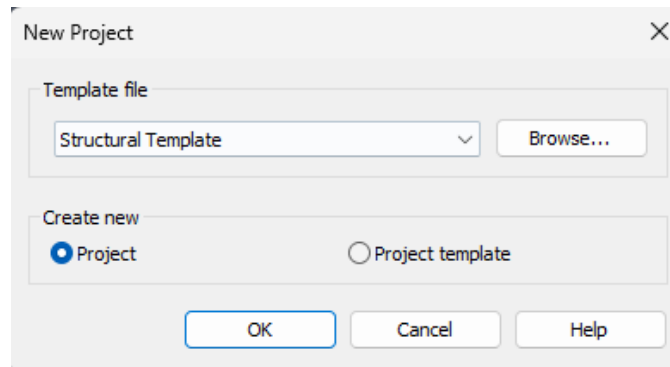 New Project
Template file
Structural Template
Browse...
Create new
Project Project template
OK Cancel Help